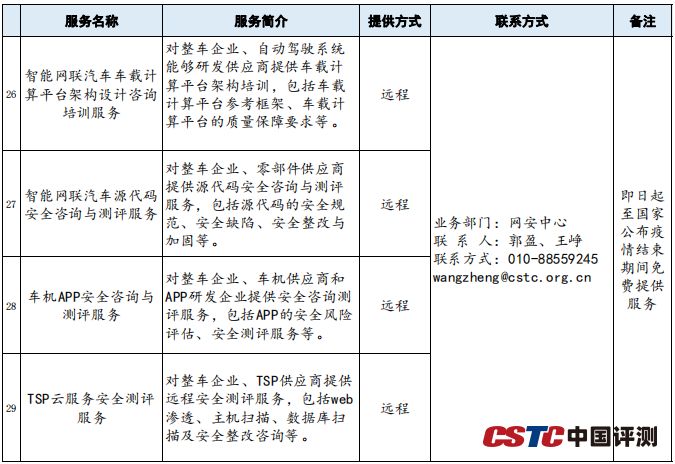 服务名称 服务简介 提供方式 联系方式 备注
26
智能网联汽车车载计
算平台架构设计咨询
培训服务
对整车企业、自动驾驶系统
能够研发供应商提供车载计
算平台架构培训，包括车载
计算平台参考框架、车载计
算平台的质量保障要求等。
远程
27
智能网联汽车源代码
安全咨询与测评服务
对整车企业、零部件供应商
提供源代码安全咨询与测评
服务，包括源代码的安全规
范、安全缺陷、安全整改与
加固等。
远程
28
车机APP安全咨询与
测评服务
对整车企业、车机供应商和
APP研发企业提供安全咨询测
评服务，包括APP的安全风险
评估、安全测评服务等。
远程
29
TSP云服务安全测评
服务
对整车企业、TSP供应商提供
远程安全测评服务，包括web
渗透、主机扫描、数据库扫
描及安全整改咨询等。
远程
业务部门：网安中心
联 系 人：郭盈、王峥
联系方式：010-88559245
wangzheng@cstc.org.cn
即日起
至国家
公布疫
情结束
期间免
费提供
服务
CSTC中国评测